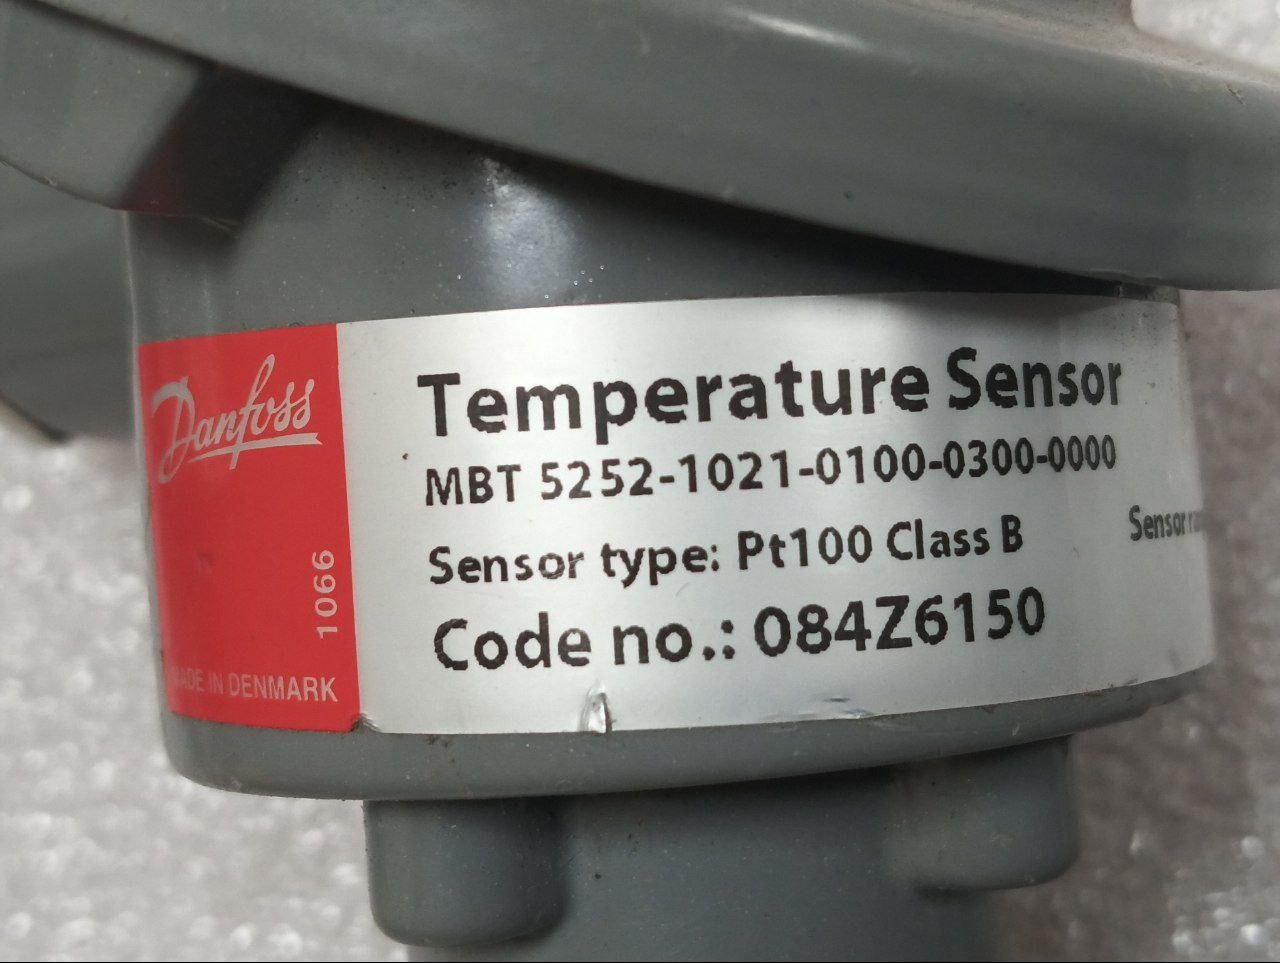 Danfoss
1066
MADE IN DENMARK
Temperature Sensor
MBT 5252-1021-0100-0300-0000
Sensor type: Pt100 Class B
Code no.: 084Z6150
Sensor